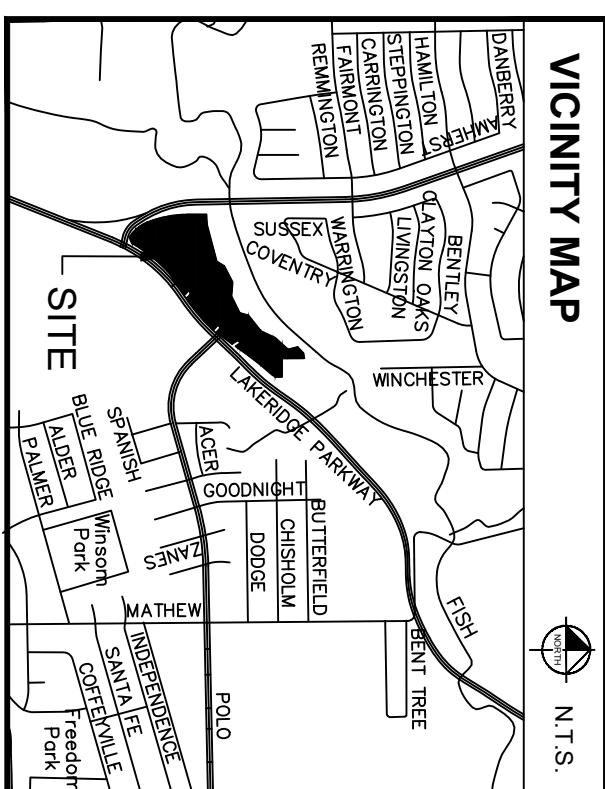 VICINITY MAP
NORTH
N.T.S.
DANBERRY
AMHERST
HAMILTON
STEPPINGTON
CARRINGTON
FAIRMONT
REMMINGTON
BENTLEY
CLAYTON OAKS
LIVINGSTON
WARRINGTON
SUSSEX
COVENTRY
WINCHESTER
SITE
LAKERIDGE PARKWAY
FISH
BENT TREE
BUTTERFIELD
CHISHOLM
DODGE
GOODNIGHT
ACER
ZANES
MATHEW
POLO
SPANISH
BLUE RIDGE
ALDER
PALMER
Winsom
Park
INDEPENDENCE
SANTA FE
COFFEYVILLE
Freedom
Park